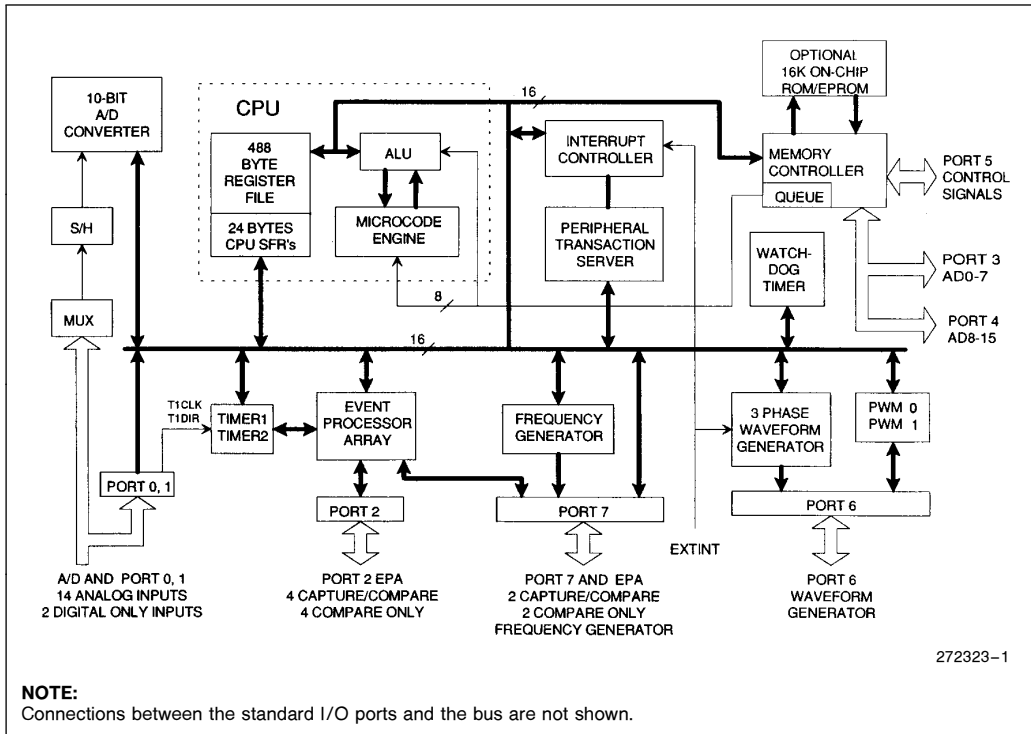 10-BIT
A/D
CONVERTER
S/H
MUX
CPU
488
BYTE
REGISTER
FILE
24 BYTES
CPU SFR's
ALU
MICROCODE
ENGINE
16
8
16
INTERRUPT
CONTROLLER
PERIPHERAL
TRANSACTION
SERVER
OPTIONAL
16K ON-CHIP
ROM/EPROM
MEMORY
CONTROLLER
QUEUE
WATCH-
DOG
TIMER
PORT 5
CONTROL
SIGNALS
PORT 3
AD0-7
PORT 4
AD8-15
T1CLK
T1DIR
TIMER1
TIMER2
EVENT
PROCESSOR
ARRAY
FREQUENCY
GENERATOR
3 PHASE
WAVEFORM
GENERATOR
PWM 0
PWM 1
PORT 0, 1
PORT 2
PORT 7
EXTINT
PORT 6
A/D AND PORT 0, 1
14 ANALOG INPUTS
2 DIGITAL ONLY INPUTS
PORT 2 EPA
4 CAPTURE/COMPARE
4 COMPARE ONLY
PORT 7 AND EPA
2 CAPTURE/COMPARE
2 COMPARE ONLY
FREQUENCY GENERATOR
PORT 6
WAVEFORM
GENERATOR
272323–1
NOTE:
Connections between the standard I/O ports and the bus are not shown.